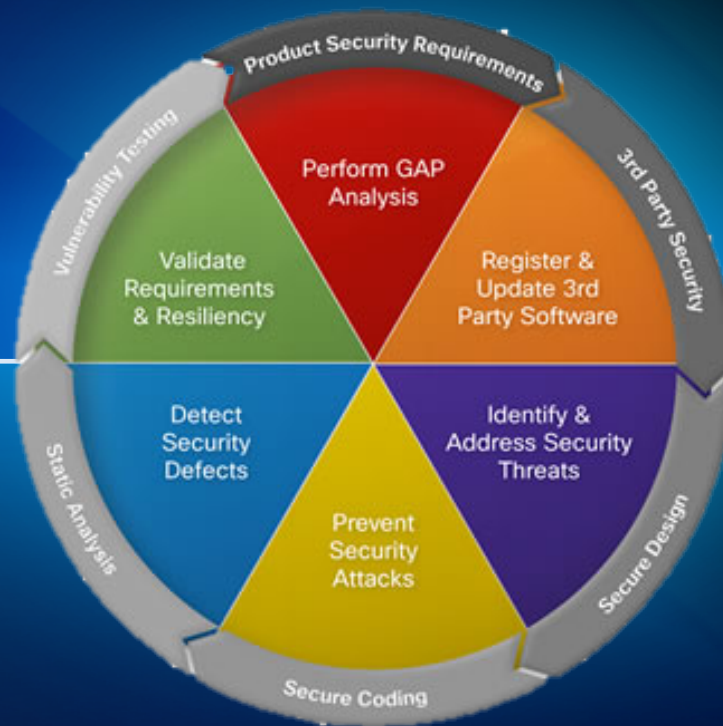 Product Security Requirements
3rd Party Security
Secure Design
Secure Coding
Static Analysis
Vulnerability Testing
Perform GAP
Analysis
Register &
Update 3rd
Party Software
Identify &
Address Security
Threats
Prevent
Security
Attacks
Detect
Security
Defects
Validate
Requirements
& Resiliency